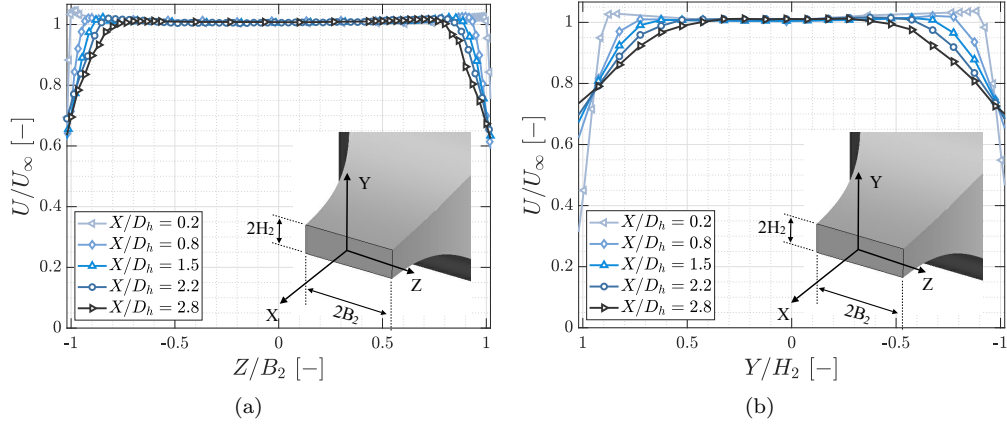 U/U∞ [−]
1
0.8
0.6
0.4
0.2
0
X/Dh = 0.2
X/Dh = 0.8
X/Dh = 1.5
X/Dh = 2.2
X/Dh = 2.8
2H2
Y
Z
X
2B2
-1
-0.5
0
0.5
1
Z/B2 [−]
(a)
U/U∞ [−]
1
0.8
0.6
0.4
0.2
0
X/Dh = 0.2
X/Dh = 0.8
X/Dh = 1.5
X/Dh = 2.2
X/Dh = 2.8
2H2
Y
Z
X
2B2
1
0.5
0
-0.5
-1
Y/H2 [−]
(b)